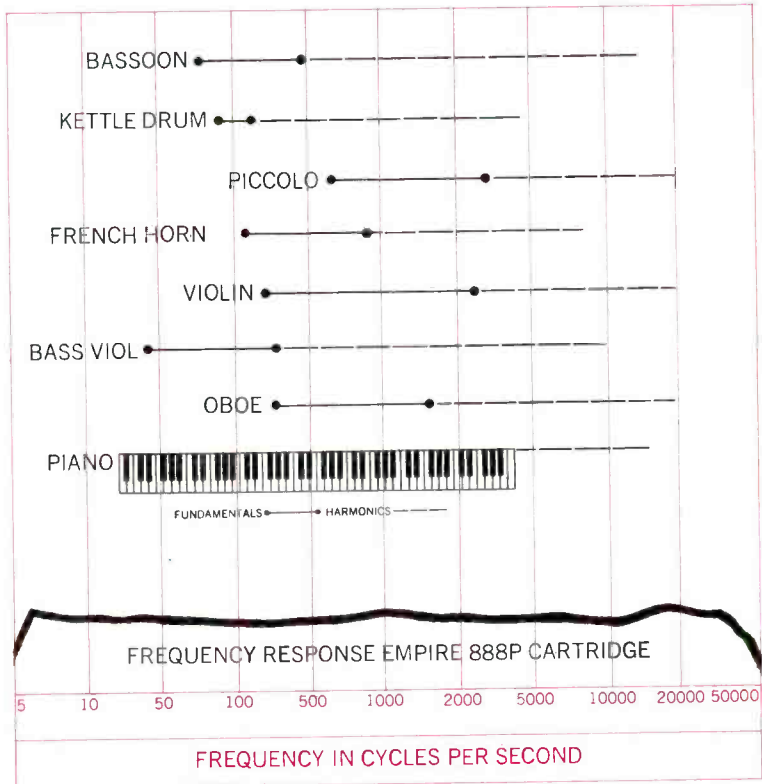 BASSOON
KETTLE DRUM
PICCOLO
FRENCH HORN
VIOLIN
BASS VIOL
OBOE
PIANO
FUNDAMENTALS HARMONICS
FREQUENCY RESPONSE EMPIRE 888P CARTRIDGE
5 10 50 100 500 1000 2000 5000 10000 20000 50000
FREQUENCY IN CYCLES PER SECOND